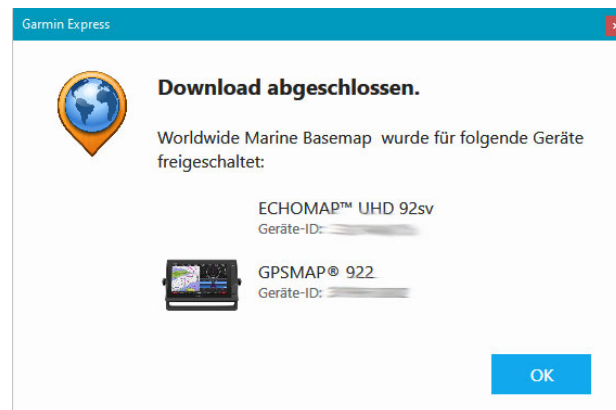 Garmin Express
Download abgeschlossen.
Worldwide Marine Basemap wurde für folgende Geräte
freigeschaltet:
ECHOMAP™ UHD 92sv
Geräte-ID:
GPSMAP® 922
Geräte-ID:
OK